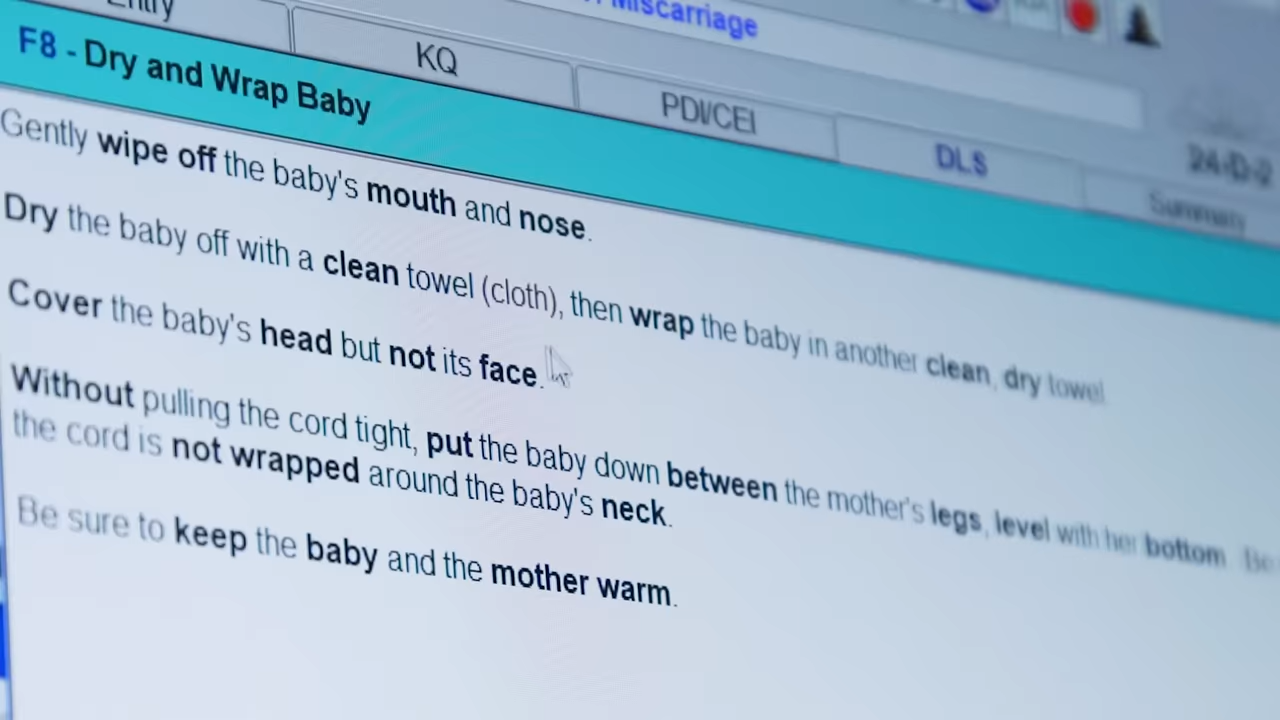 Miscarriage
Entry
KQ
PDI/CEI
DLS
Summary
F8 - Dry and Wrap Baby
Gently wipe off the baby's mouth and nose.
Dry the baby off with a clean towel (cloth), then wrap the baby in another clean, dry towel.
Cover the baby's head but not its face.
Without pulling the cord tight, put the baby down between the mother's legs, level with her bottom. Be
the cord is not wrapped around the baby's neck.
Be sure to keep the baby and the mother warm.